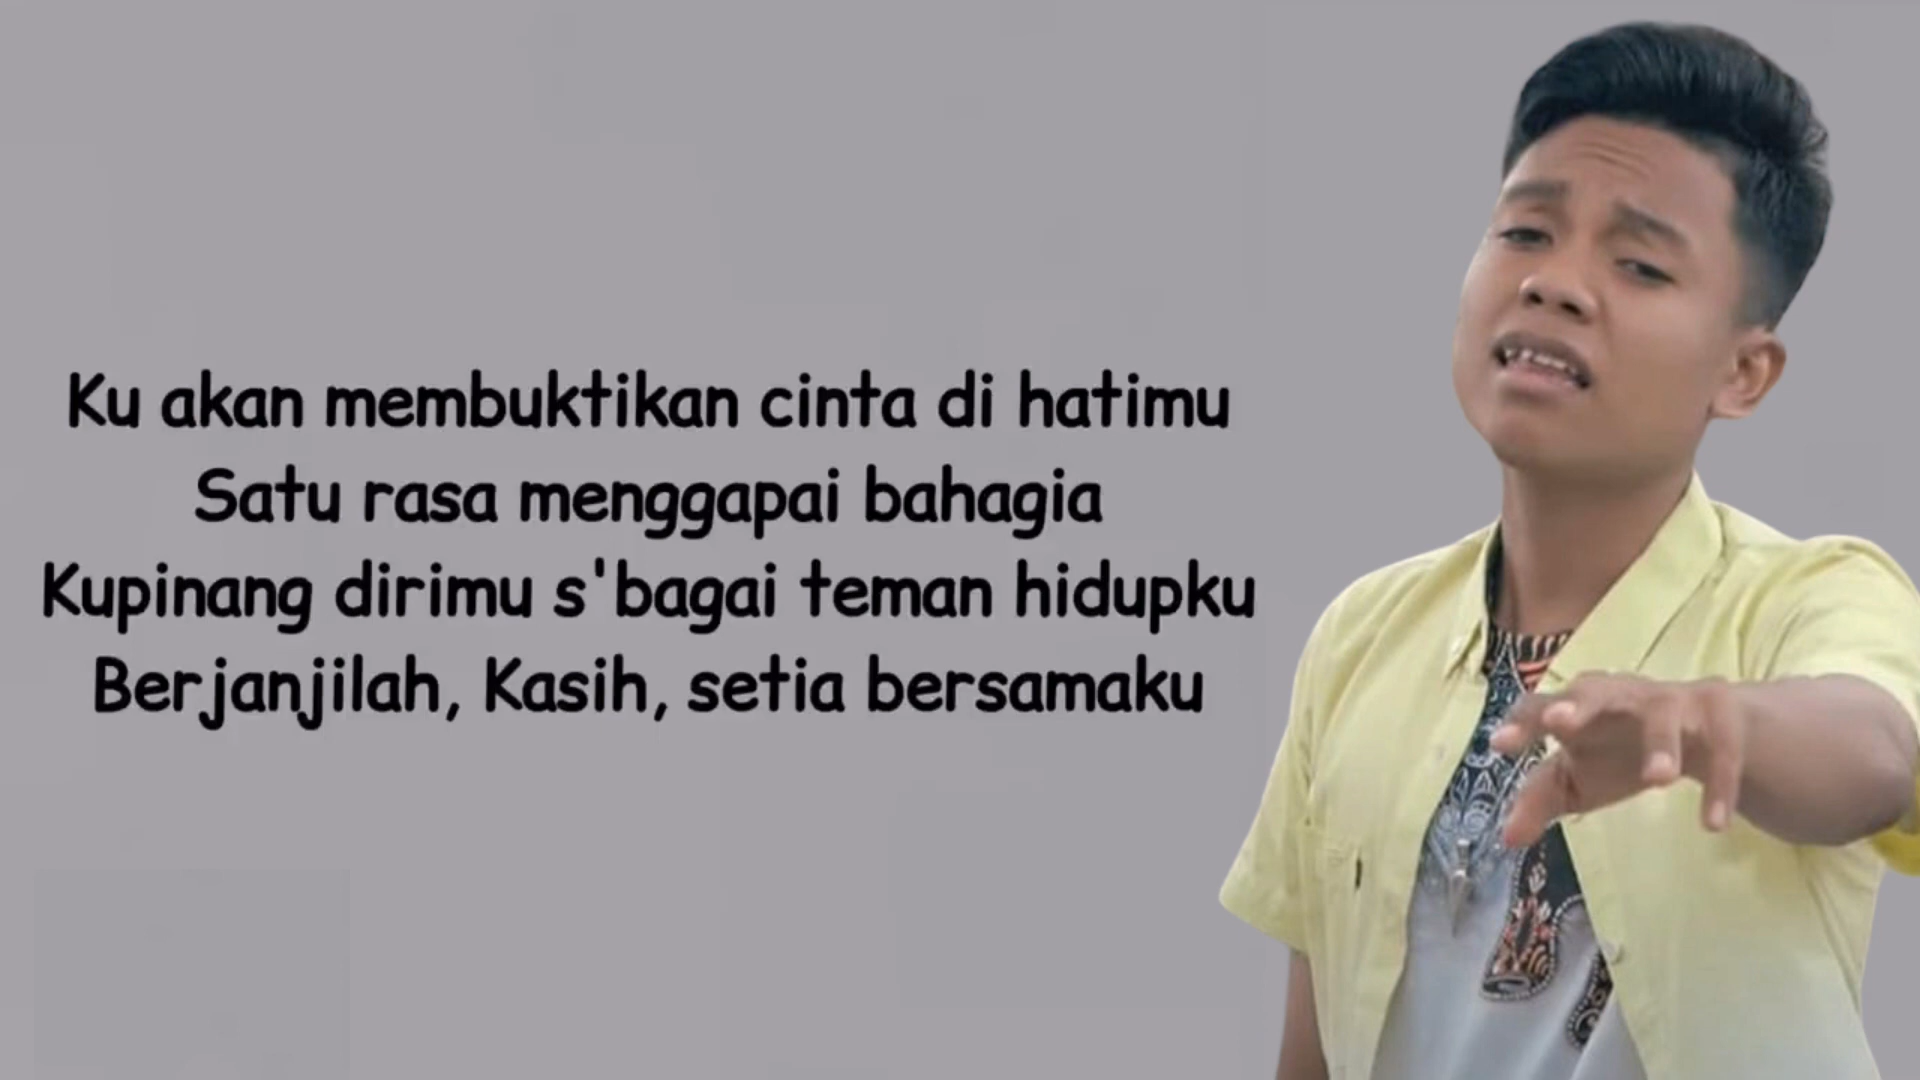 Ku akan membuktikan cinta di hatimu
Satu rasa menggapai bahagia
Kupinang dirimu s'bagai teman hidupku
Berjanjilah, Kasih, setia bersamaku